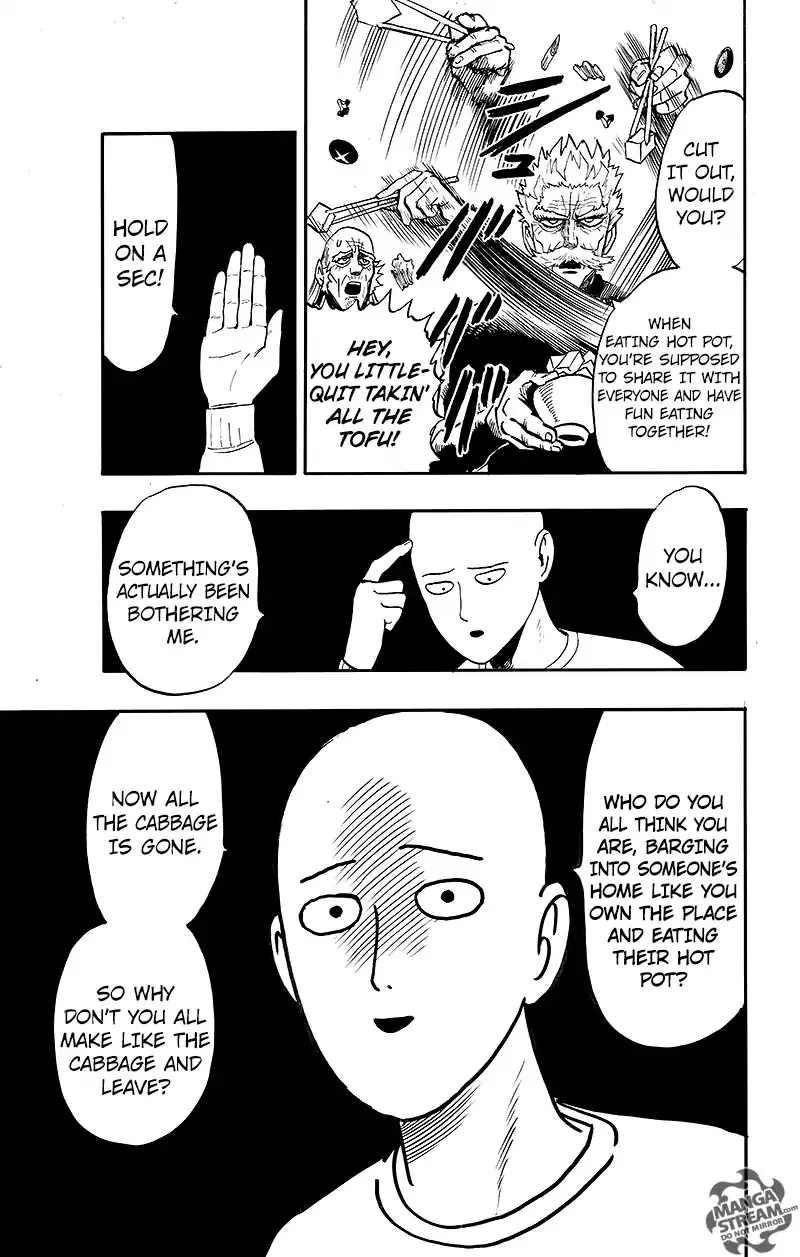 CUT
IT OUT,
WOULD
YOU?
WHEN
EATING HOT POT,
YOU'RE SUPPOSED
TO SHARE IT WITH
EVERYONE AND HAVE
FUN EATING
TOGETHER!
HEY,
YOU LITTLE-
QUIT TAKIN'
ALL THE
TOFU!
HOLD
ON A
SEC!
YOU
KNOW...
SOMETHING'S
ACTUALLY BEEN
BOTHERING
ME.
WHO DO YOU
ALL THINK YOU
ARE, BARGING
INTO SOMEONE'S
HOME LIKE YOU
OWN THE PLACE
AND EATING
THEIR HOT
POT?
NOW ALL
THE CABBAGE
IS GONE.
SO WHY
DON'T YOU ALL
MAKE LIKE THE
CABBAGE AND
LEAVE?
MANGA
STREAM.com
DO NOT MIRROR!